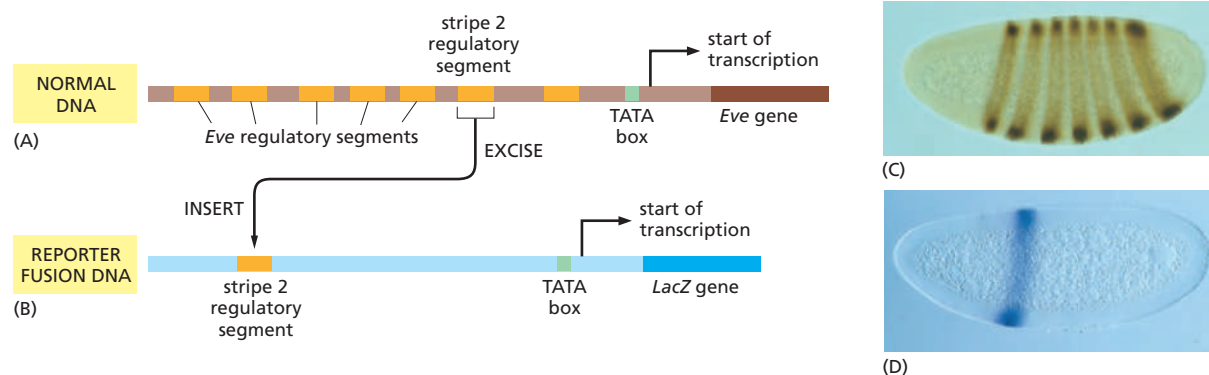 stripe 2
regulatory
segment
start of
transcription
NORMAL
DNA
(A)
Eve regulatory segments
TATA
box
Eve gene
EXCISE
INSERT
start of
transcription
REPORTER
FUSION DNA
(B)
stripe 2
regulatory
segment
TATA
box
LacZ gene
(C)
(D)